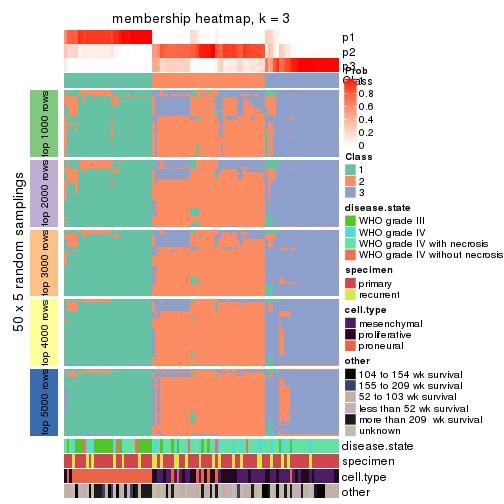 membership heatmap, k = 3
p1
p2
p3
Class
Prob
0.8
0.6
0.4
0.2
0
Class
1
2
3
disease.state
WHO grade III
WHO grade IV
WHO grade IV with necrosis
WHO grade IV without necrosis
specimen
primary
recurrent
cell.type
mesenchymal
proliferative
proneural
other
104 to 154 wk survival
155 to 209 wk survival
52 to 103 wk survival
less than 52 wk survival
more than 209 wk survival
unknown
50 x 5 random samplings
top 1000 rows
top 2000 rows
top 3000 rows
top 4000 rows
top 5000 rows
disease.state
specimen
cell.type
other